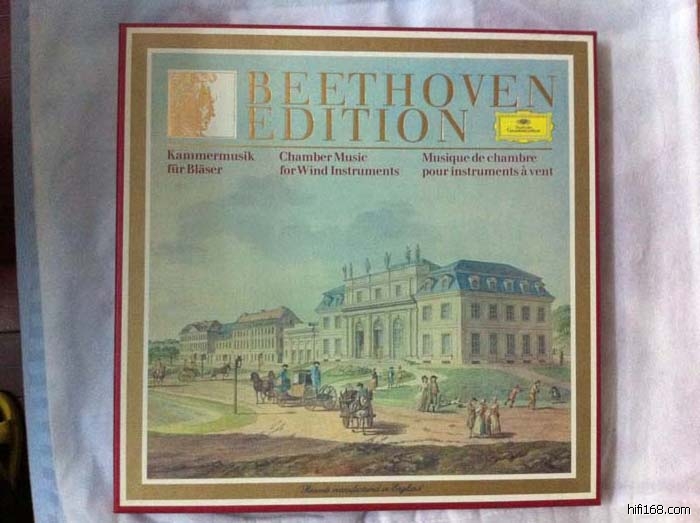 BEETHOVEN
EDITION
Deutsche
Grammophon
Kammermusik
für Bläser
Chamber Music
for Wind Instruments
Musique de chambre
pour instruments à vent
Records manufactured in England
hifi168.com